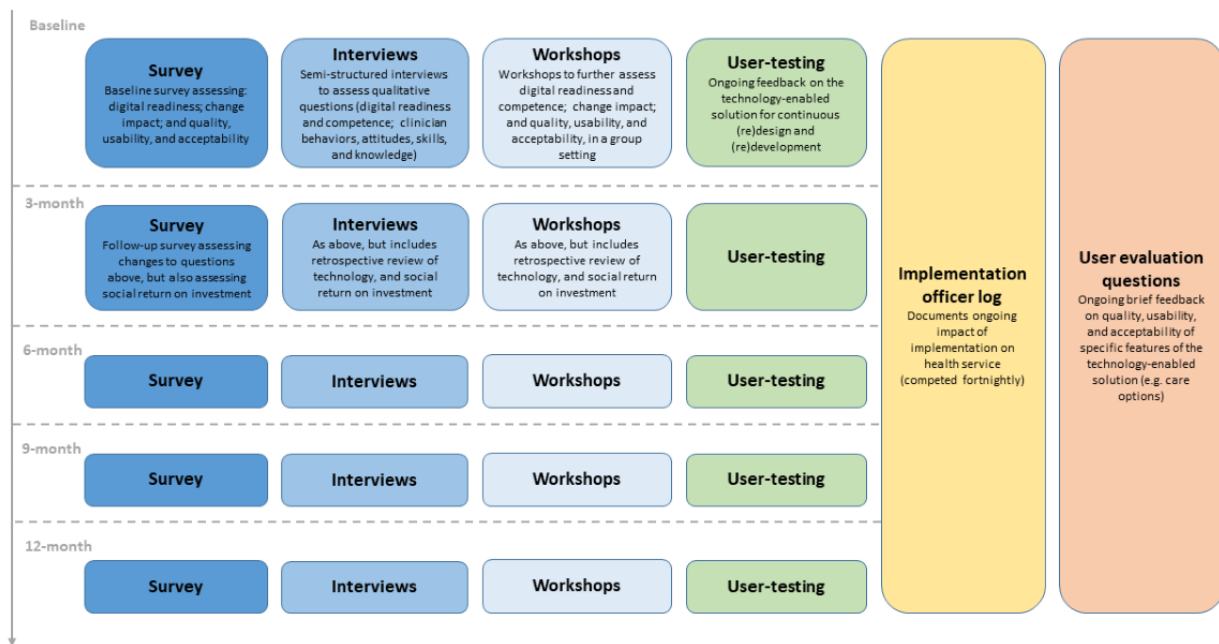 Baseline
Survey
Baseline survey assessing:
digital readiness; change
impact; and quality,
usability, and acceptability
Interviews
Semi-structured interviews
to assess qualitative
questions (digital readiness
and competence; clinician
behaviors, attitudes, skills,
and knowledge)
Workshops
Workshops to further assess
digital readiness and
competence; change impact;
and quality, usability, and
acceptability, in a group
setting
User-testing
Ongoing feedback on the
technology-enabled
solution for continuous
(re)design and
(re)development
3-month
Survey
Follow-up survey assessing
changes to questions
above, but also assessing
social return on investment
Interviews
As above, but includes
retrospective review of
technology, and social
return on investment
Workshops
As above, but includes
retrospective review of
technology, and social return
on investment
User-testing
6-month
Survey
Interviews
Workshops
User-testing
9-month
Survey
Interviews
Workshops
User-testing
12-month
Survey
Interviews
Workshops
User-testing
Implementation
officer log
Documents ongoing
impact of
implementation on
health service
(competed fortnightly)
User evaluation
questions
Ongoing brief feedback
on quality, usability,
and acceptability of
specific features of the
technology-enabled
solution (e.g. care
options)